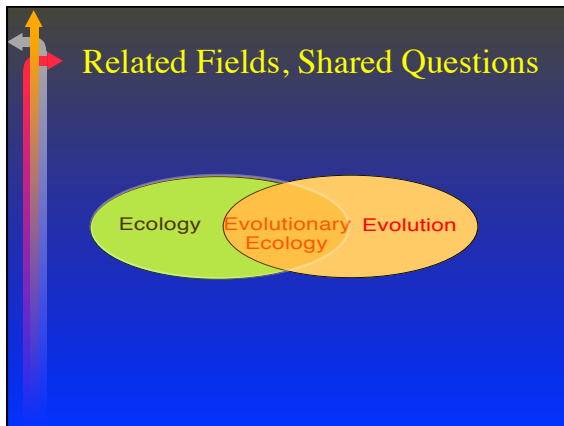 Related Fields, Shared Questions
Ecology
Evolutionary
Ecology
Evolution